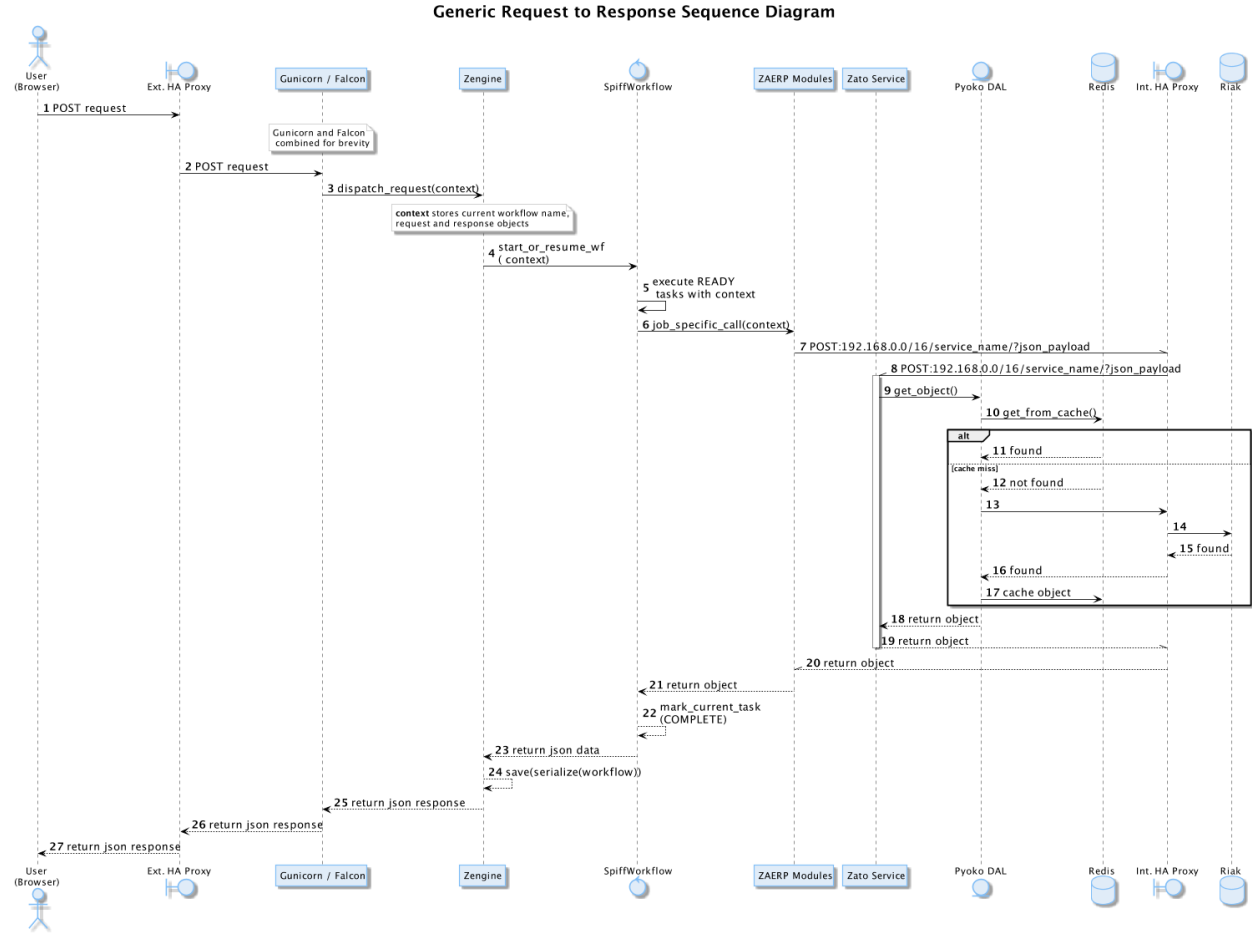 Generic Request to Response Sequence Diagram
User
(Browser)
Ext. HA Proxy
Gunicorn / Falcon
Zengine
SpiffWorkflow
ZAERP Modules
Zato Service
Pyoko DAL
Redis
Int. HA Proxy
Riak
1 POST request
Gunicorn and Falcon
combined for brevity
2 POST request
3 dispatch_request(context)
context stores current workflow name,
request and response objects
4 start_or_resume_wf
( context)
5 execute READY
tasks with context
6 job_specific_call(context)
7 POST:192.168.0.0/16/service_name/?json_payload
8 POST:192.168.0.0/16/service_name/?json_payload
9 get_object()
10 get_from_cache()
alt
11 found
[cache miss]
12 not found
13
14
15 found
16 found
17 cache object
18 return object
19 return object
20 return object
21 return object
22 mark_current_task
(COMPLETE)
23 return json data
24 save(serialize(workflow))
25 return json response
26 return json response
27 return json response
User
(Browser)
Ext. HA Proxy
Gunicorn / Falcon
Zengine
SpiffWorkflow
ZAERP Modules
Zato Service
Pyoko DAL
Redis
Int. HA Proxy
Riak